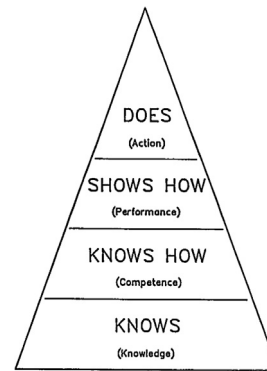 DOES
(Action)
SHOWS HOW
(Performance)
KNOWS HOW
(Competence)
KNOWS
(Knowledge)